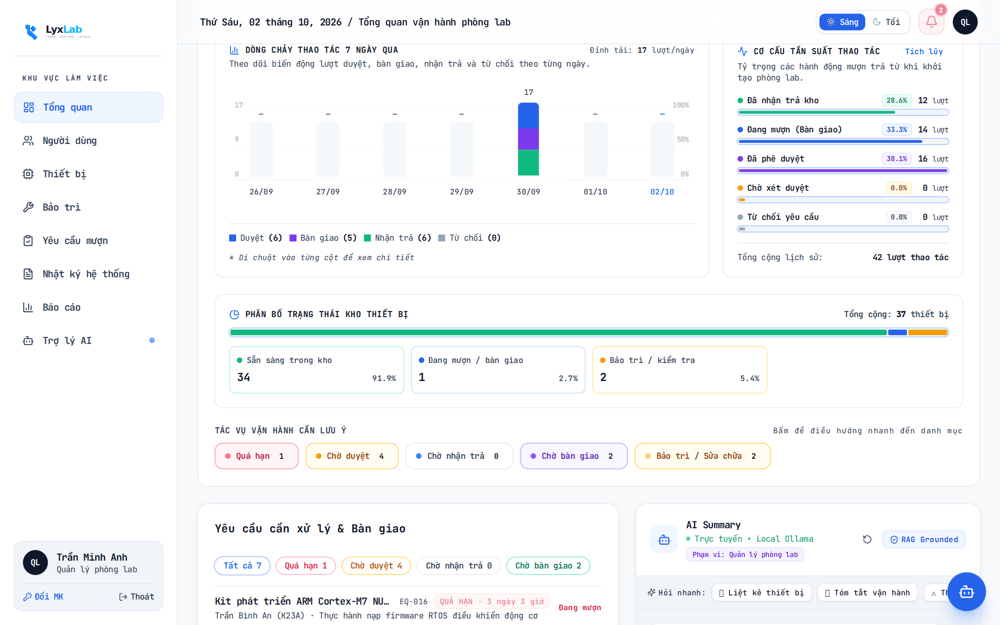 LyxLab
LEARN · EXPLORE · LAUNCH
KHU VỰC LÀM VIỆC
Tổng quan
Người dùng
Thiết bị
Bảo trì
Yêu cầu mượn
Nhật ký hệ thống
Báo cáo
Trợ lý AI
QL Trần Minh Anh
Quản lý phòng lab
Đổi MK Thoát
Thứ Sáu, 02 tháng 10, 2026 / Tổng quan vận hành phòng lab
Sáng Tối 2 QL
DÒNG CHẢY THAO TÁC 7 NGÀY QUA Đỉnh tải: 17 lượt/ngày
Theo dõi biến động lượt duyệt, bàn giao, nhận trả và từ chối theo từng ngày.
17
17 100%
– – – – – –
9 50%
0 0%
26/09 27/09 28/09 29/09 30/09 01/10 02/10
Duyệt (6) Bàn giao (5) Nhận trả (6) Từ chối (0)
* Di chuột vào từng cột để xem chi tiết
CƠ CẤU TẦN SUẤT THAO TÁC Tích lũy
Tỷ trọng các hành động mượn trả từ khi khởi
tạo phòng lab.
Đã nhận trả kho 28.6% 12 lượt
Đang mượn (Bàn giao) 33.3% 14 lượt
Đã phê duyệt 38.1% 16 lượt
Chờ xét duyệt 0.0% 0 lượt
Từ chối yêu cầu 0.0% 0 lượt
Tổng cộng lịch sử: 42 lượt thao tác
PHÂN BỐ TRẠNG THÁI KHO THIẾT BỊ Tổng cộng: 37 thiết bị
Sẵn sàng trong kho
34 91.9%
Đang mượn / bàn giao
1 2.7%
Bảo trì / kiểm tra
2 5.4%
TÁC VỤ VẬN HÀNH CẦN LƯU Ý Bấm để điều hướng nhanh đến danh mục
Quá hạn 1 Chờ duyệt 4 Chờ nhận trả 0 Chờ bàn giao 2 Bảo trì / Sửa chữa 2
Yêu cầu cần xử lý & Bàn giao
Tất cả 7 Quá hạn 1 Chờ duyệt 4 Chờ nhận trả 0 Chờ bàn giao 2
Kit phát triển ARM Cortex-M7 NU… EQ-016 QUÁ HẠN · 3 ngày 3 giờ Đang mượn
Trần Bình An (K23A) · Thực hành nạp firmware RTOS điều khiển động cơ
AI Summary
Trực tuyến • Local Ollama
Phạm vi: Quản lý phòng lab
RAG Grounded
Hỏi nhanh: Liệt kê thiết bị Tóm tắt vận hành ⚠